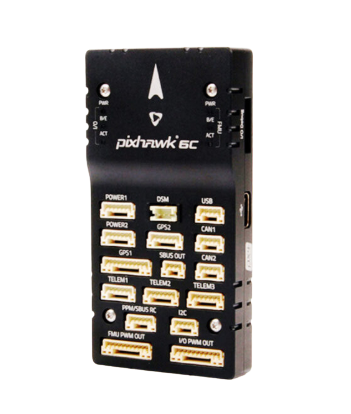 PWR
PWR
B/E
B/E
I/O
FMU
ACT
ACT
pixhawk 6C
POWER1
DSM
USB
POWER2
GPS2
CAN1
GPS1
SBUS OUT
CAN2
TELEM1
TELEM2
TELEM3
PPM/SBUS RC
I2C
FMU PWM OUT
I/O PWM OUT